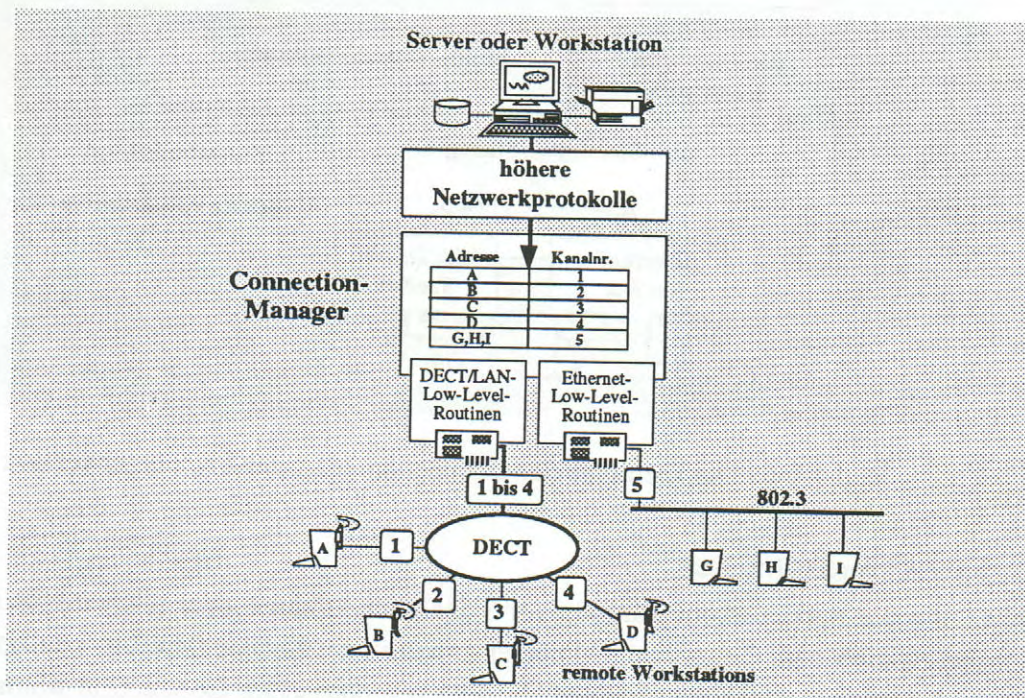 Server oder Workstation
höhere
Netzwerkprotokolle
Connection-
Manager
Adresse Kanalnr.
A 1
B 2
C 3
D 4
G,H,I 5
DECT/LAN-
Low-Level-
Routinen
Ethernet-
Low-Level-
Routinen
1 bis 4
5
802.3
A
1
DECT
G
H
I
2
3
4
B
C
D
remote Workstations